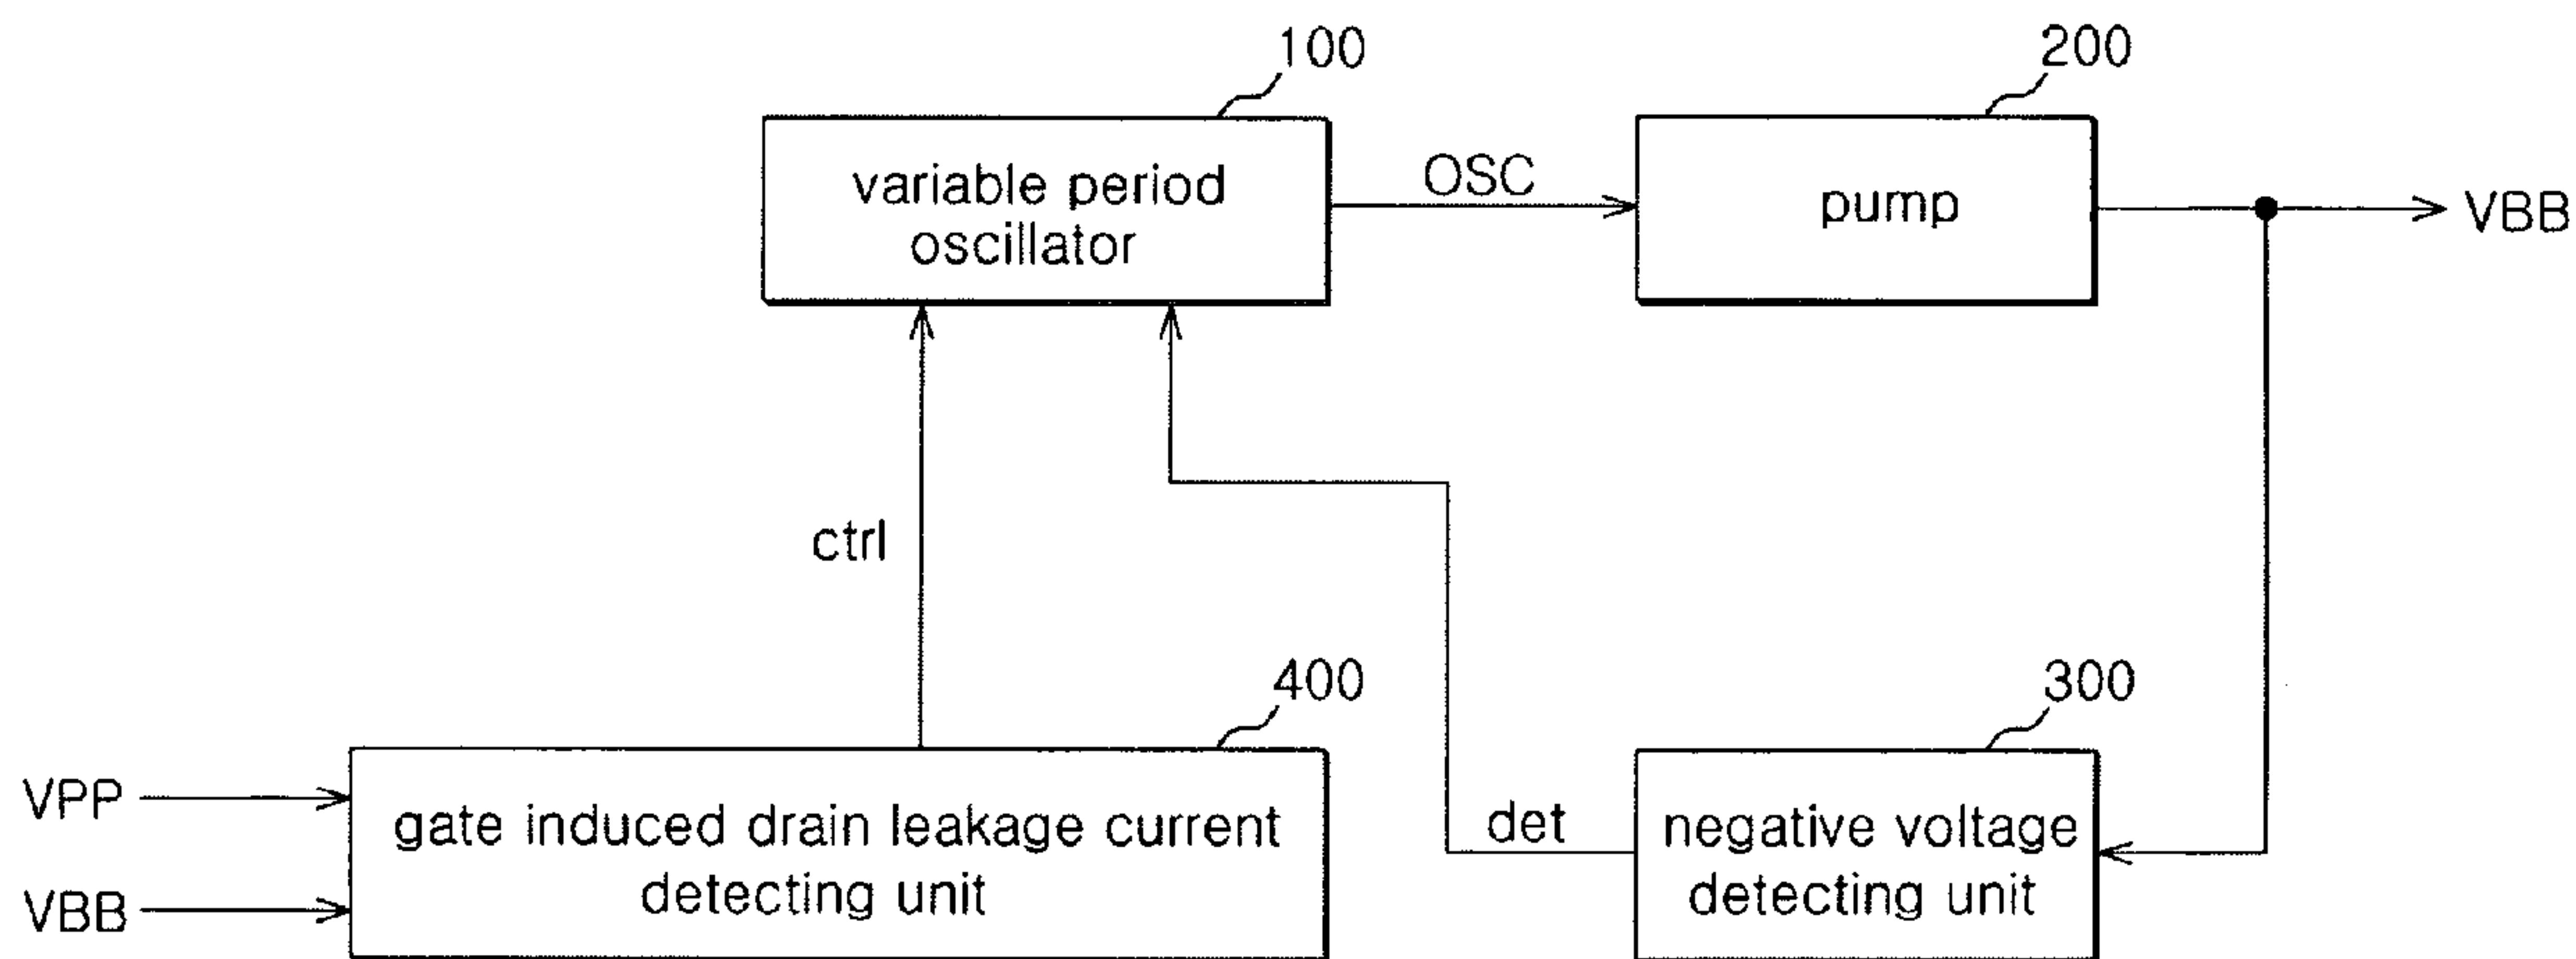 100
200
variable period
oscillator
OSC
pump
VBB
ctrl
400
300
VPP
VBB
gate induced drain leakage current
detecting unit
det
negative voltage
detecting unit